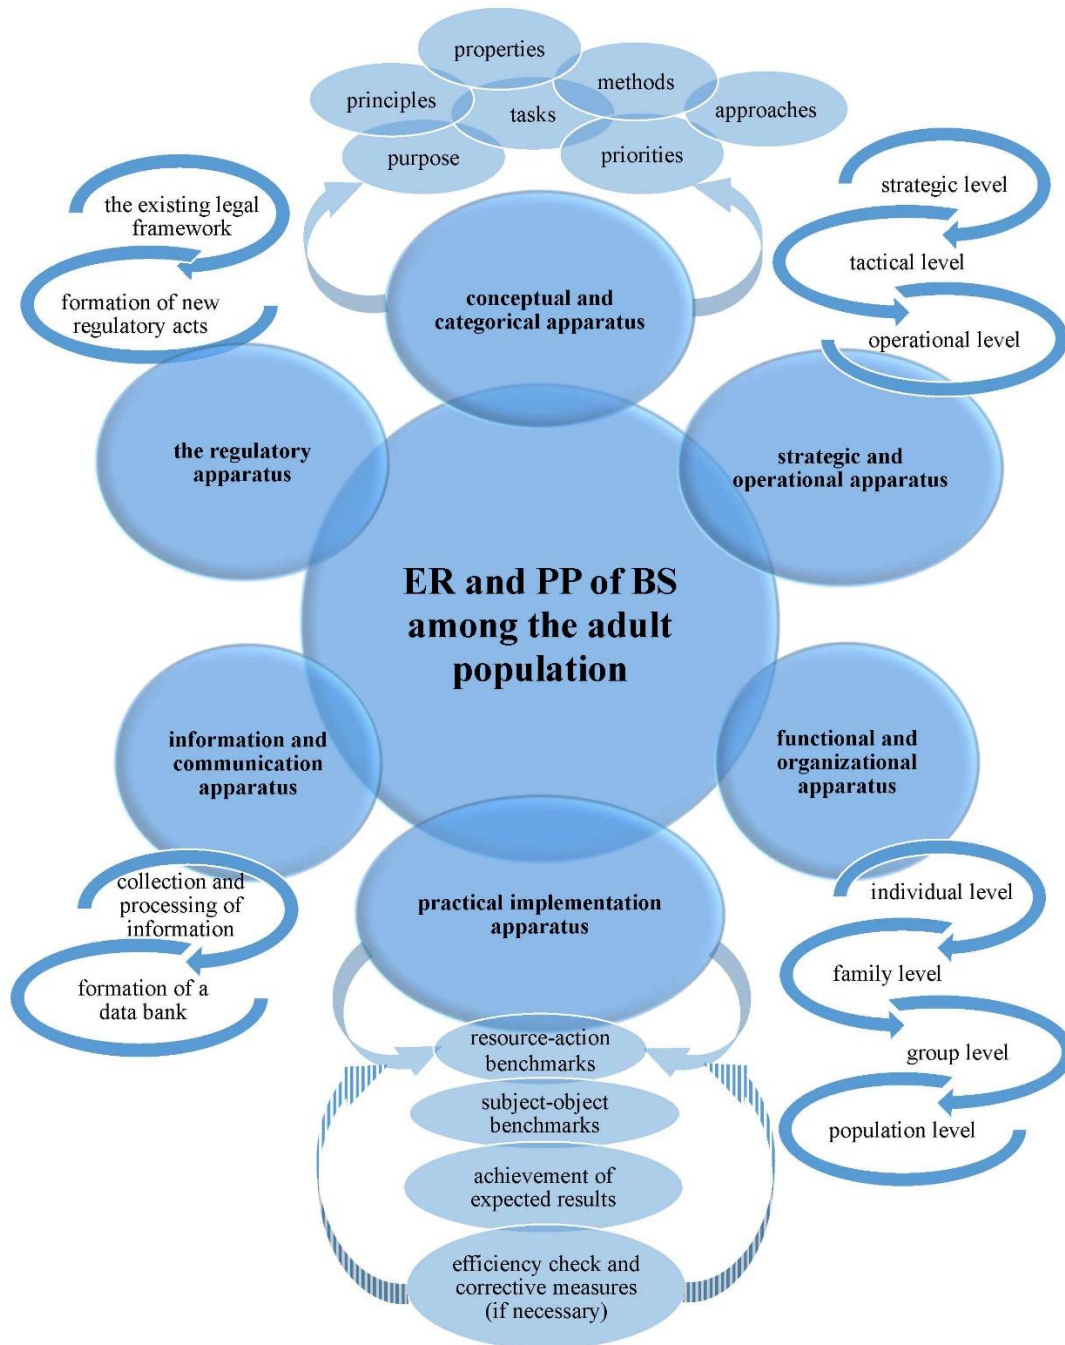 properties
methods
principles
tasks
approaches
purpose
priorities
the existing legal
framework
formation of new
regulatory acts
strategic level
tactical level
operational level
conceptual and
categorical apparatus
the regulatory
apparatus
strategic and
operational apparatus
ER and PP of BS
among the adult
population
information and
communication
apparatus
functional and
organizational
apparatus
practical implementation
apparatus
collection and
processing of
information
formation of a
data bank
individual level
family level
group level
population level
resource-action
benchmarks
subject-object
benchmarks
achievement of
expected results
efficiency check and
corrective measures
(if necessary)